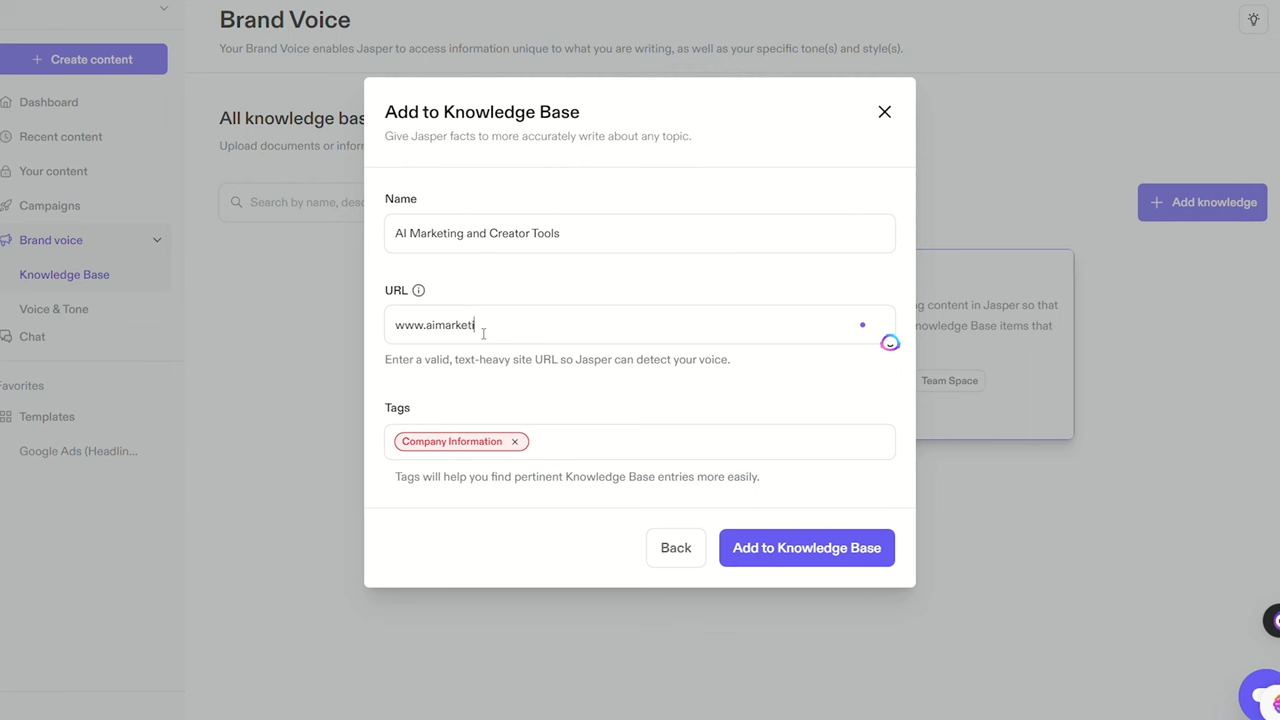 Brand Voice
Your Brand Voice enables Jasper to access information unique to what you are writing, as well as your specific tone(s) and style(s).
Create content
Dashboard
Recent content
Your content
Campaigns
Brand voice
Knowledge Base
Voice & Tone
Chat
Favorites
Templates
Google Ads (Headlin...
All knowledge bas
Upload documents or inforr
Search by name, desc
Add knowledge
g content in Jasper so that
nowledge Base items that
Team Space
Add to Knowledge Base
Give Jasper facts to more accurately write about any topic.
Name
AI Marketing and Creator Tools
URL
www.aimarketi
Enter a valid, text-heavy site URL so Jasper can detect your voice.
Tags
Company Information
Tags will help you find pertinent Knowledge Base entries more easily.
Back
Add to Knowledge Base